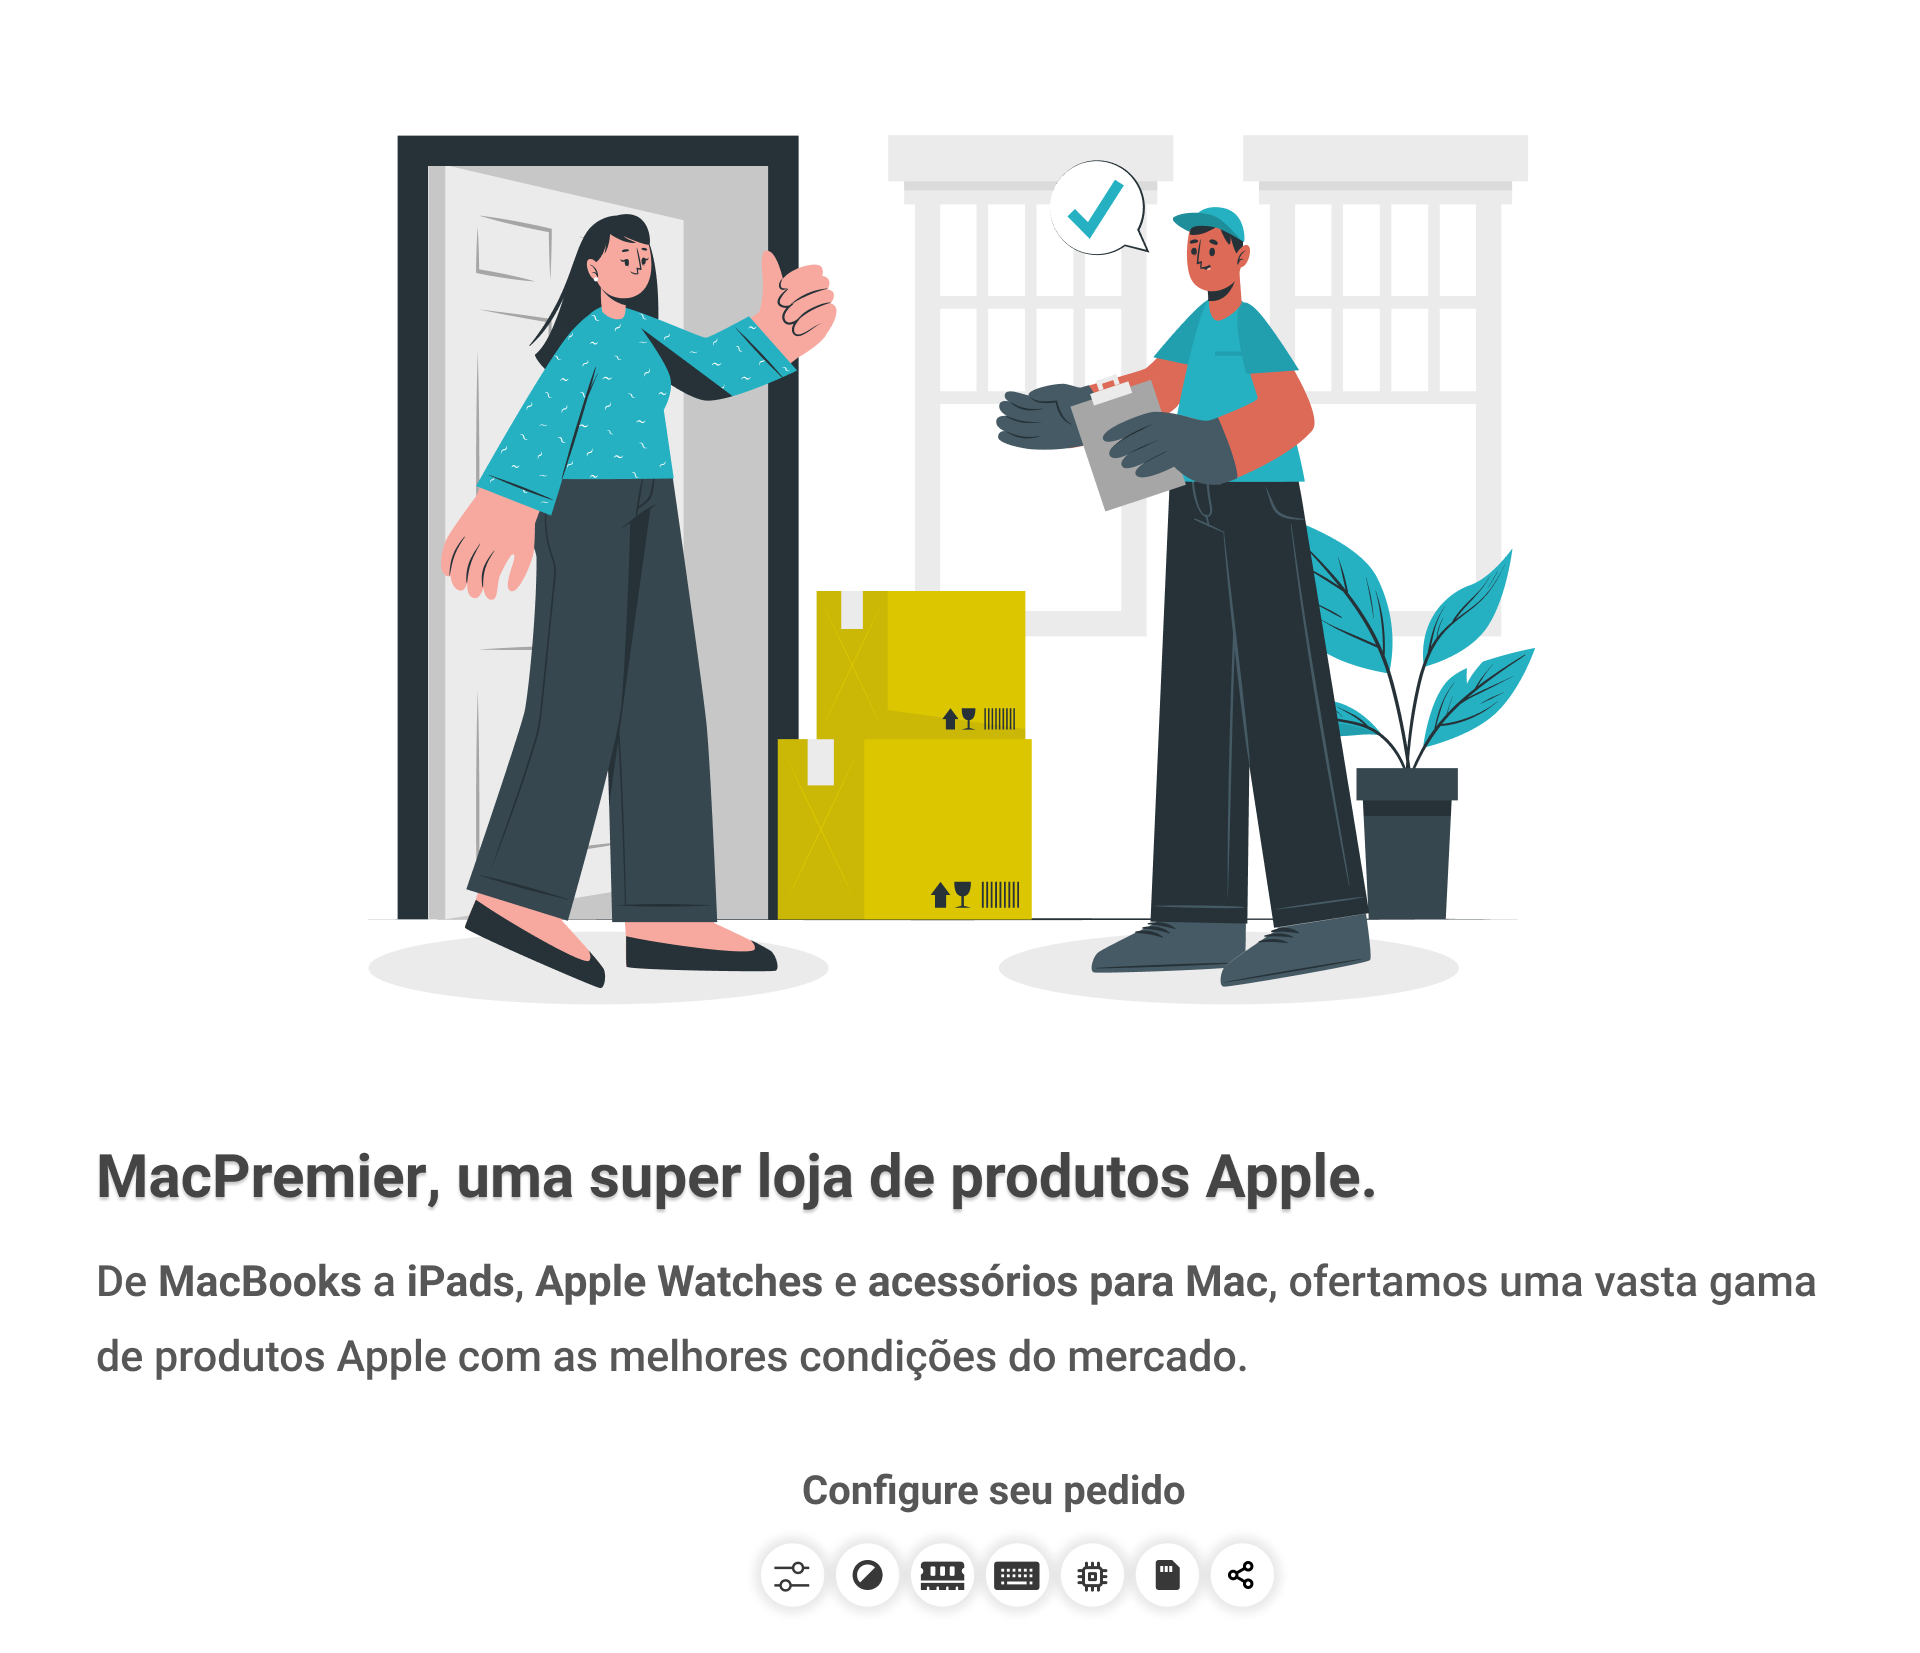 MacPremier, uma super loja de produtos Apple.
De MacBooks a iPads, Apple Watches e acessórios para Mac, ofertamos uma vasta gama
de produtos Apple com as melhores condições do mercado.
Configure seu pedido